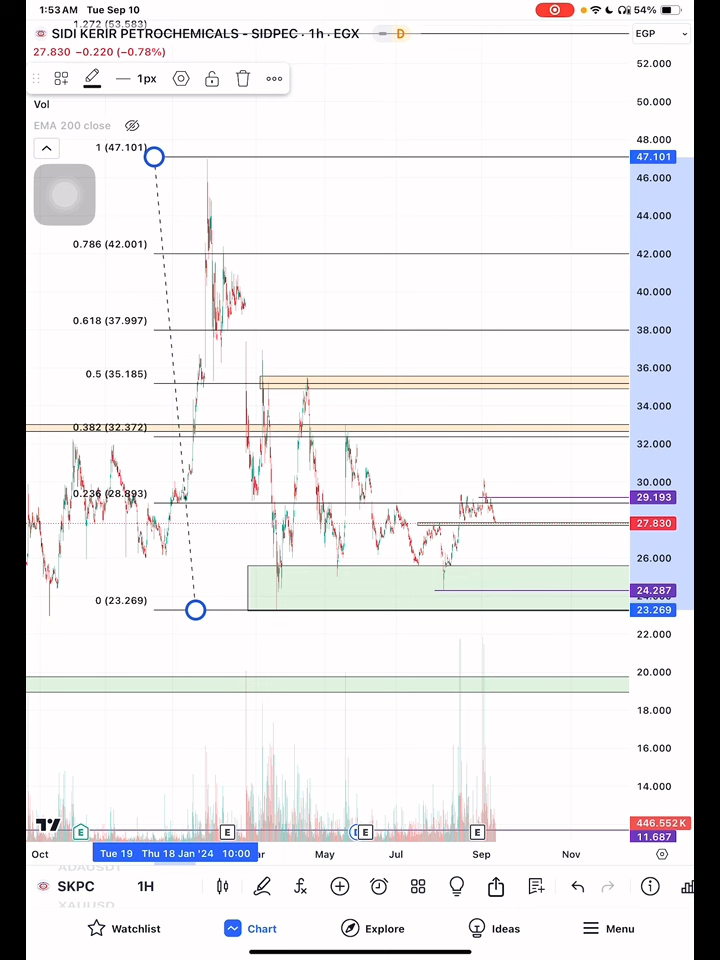 1:53 AM Tue Sep 10
54%
1.272 (53.583)
SIDI KERIR PETROCHEMICALS - SIDPEC · 1h · EGX
D
EGP
27.830 −0.220 (−0.78%)
1px
52.000
50.000
Vol
EMA 200 close
48.000
1 (47.101)
47.101
46.000
44.000
0.786 (42.001)
42.000
40.000
0.618 (37.997)
38.000
36.000
0.5 (35.185)
34.000
0.382 (32.372)
32.000
30.000
0.236 (28.893)
29.193
27.830
26.000
24.287
0 (23.269)
23.269
22.000
20.000
18.000
16.000
14.000
446.552K
11.687
E
E
E
E
Oct
Tue 19
Thu 18 Jan '24 10:00
May
Jul
Sep
Nov
ADAUSDT
SKPC
1H
XAUUSD
Watchlist
Chart
Explore
Ideas
Menu